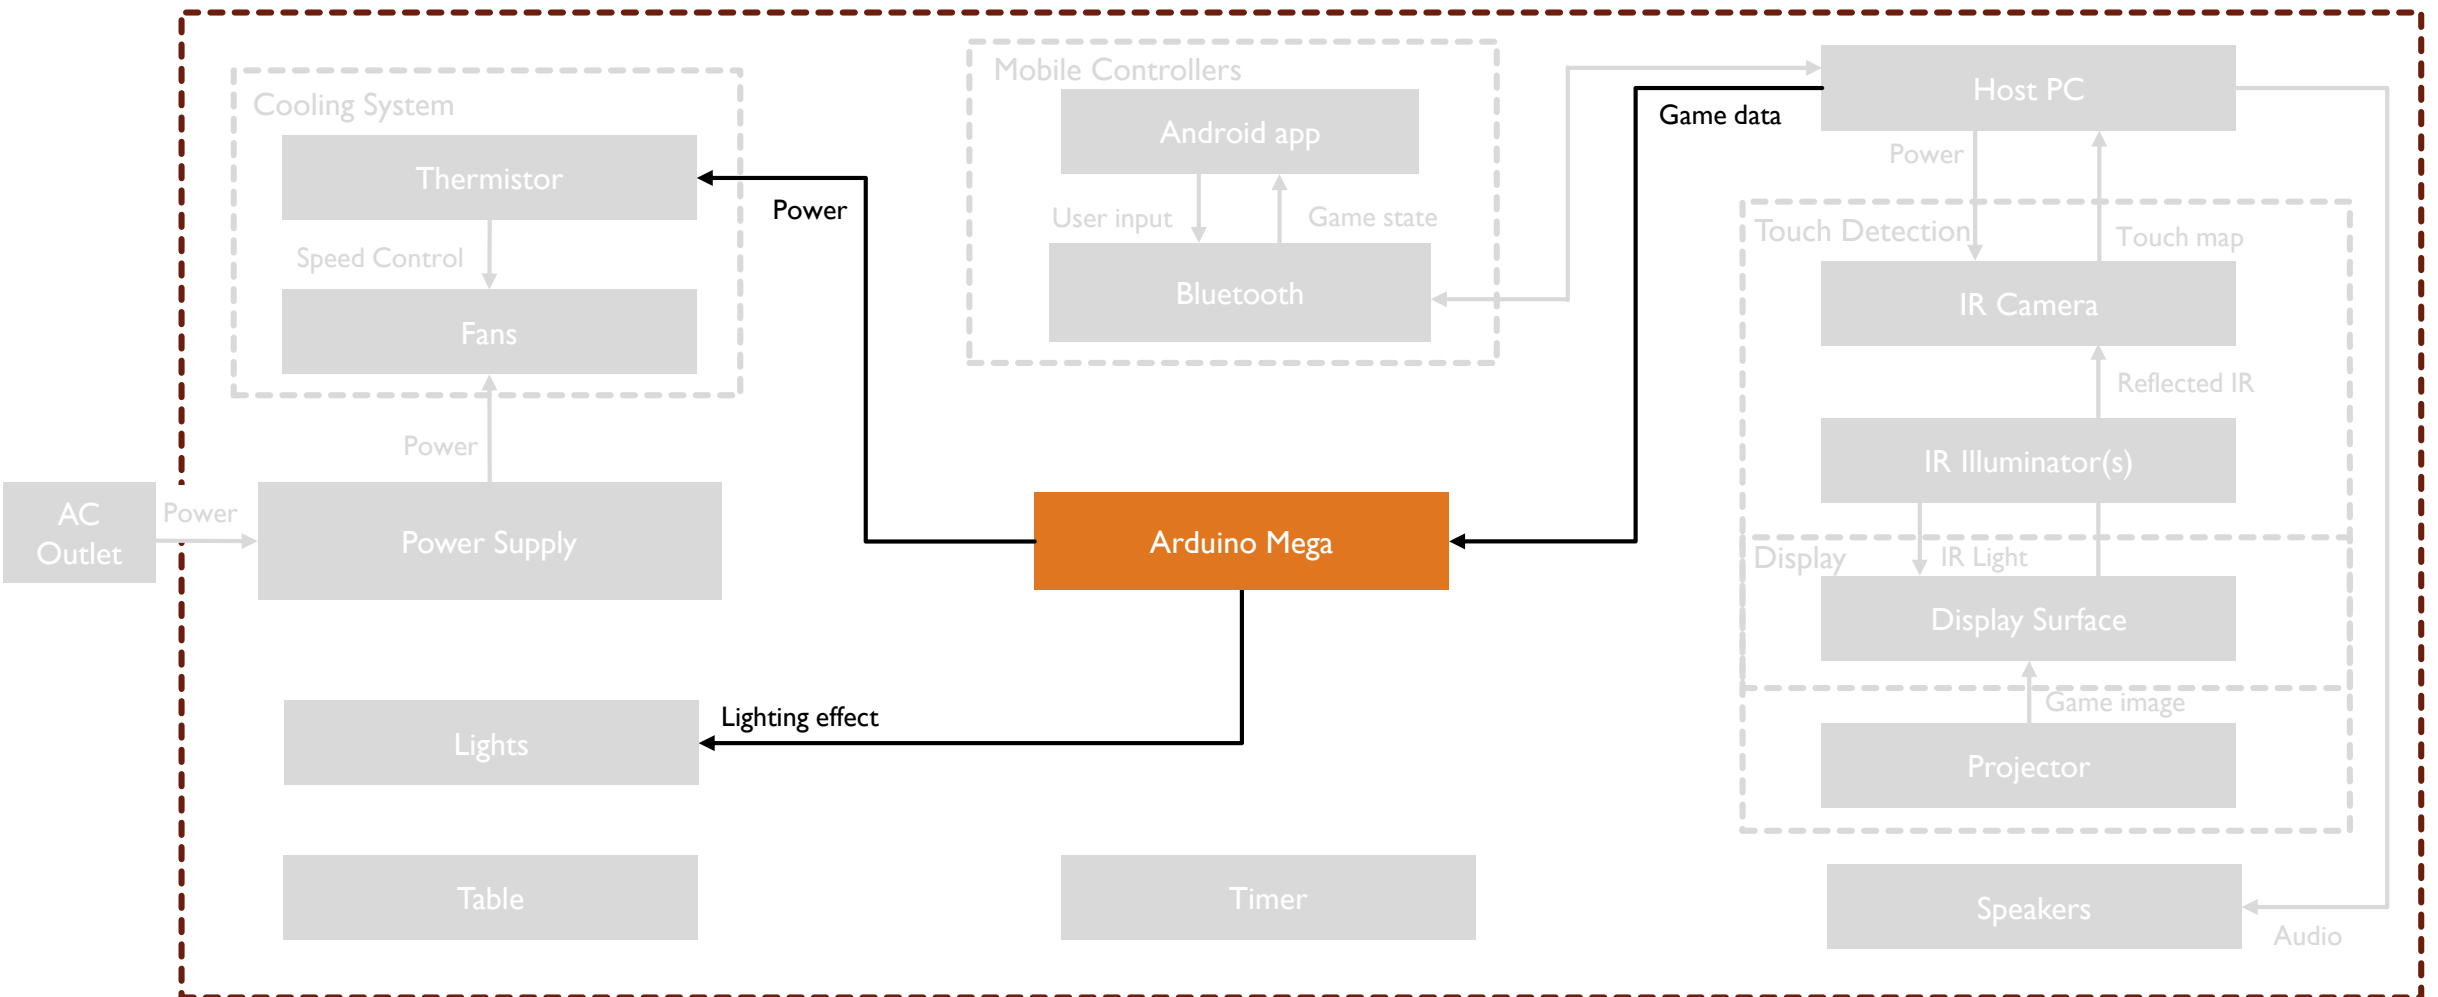 Mobile Controllers
Cooling System
Host PC
Game data
Android app
Power
Thermistor
Power
User input
Game state
Touch Detection
Touch map
Speed Control
Bluetooth
IR Camera
Fans
Reflected IR
Power
IR Illuminator(s)
AC
Outlet
Power
Power Supply
Arduino Mega
Display
IR Light
Display Surface
Game image
Lighting effect
Lights
Projector
Table
Timer
Speakers
Audio